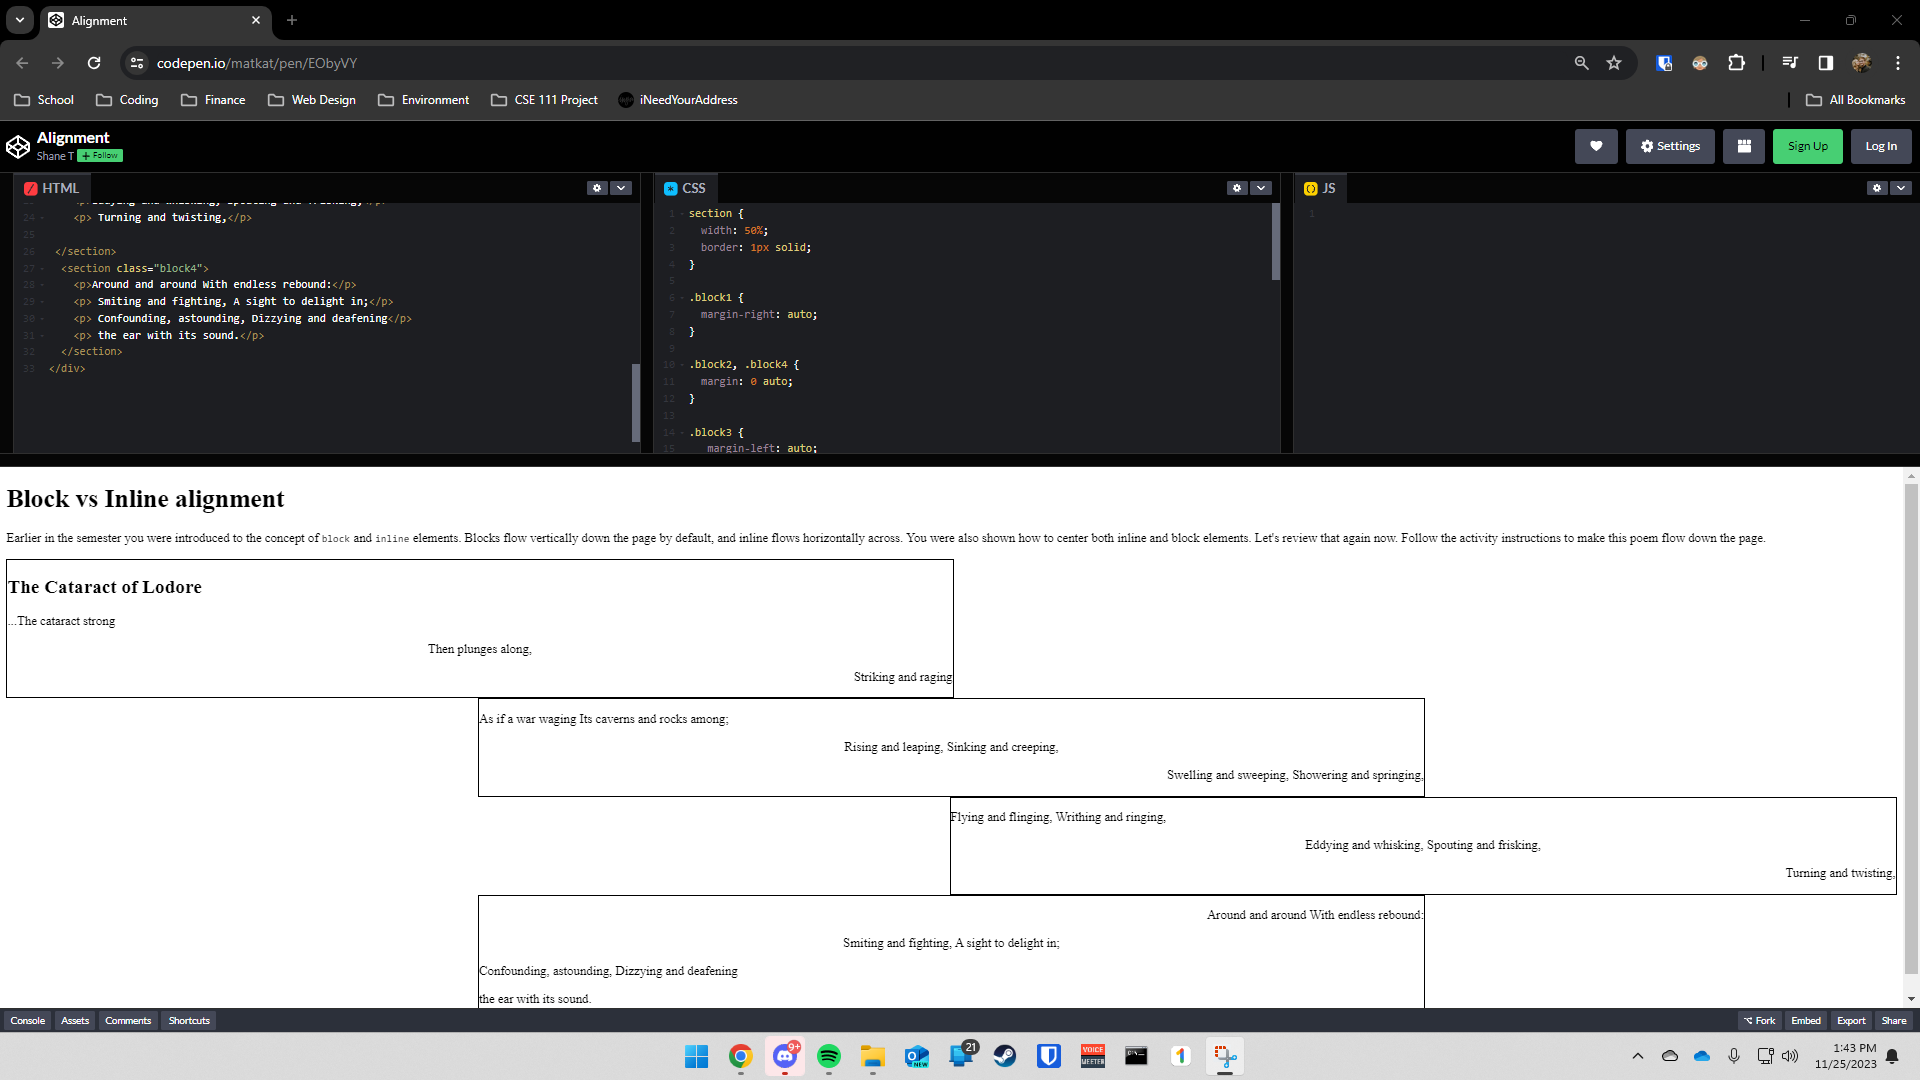 Alignment
codepen.io/matkat/pen/EObyVY
School
Coding
Finance
Web Design
Environment
CSE 111 Project
iNeedYourAddress
All Bookmarks
Alignment
Shane T
+ Follow
Settings
Sign Up
Log In
HTML
24
<p> Turning and twisting,</p>
25
26
</section>
27
<section class="block4">
28
<p>Around and around With endless rebound:</p>
29
<p> Smiting and fighting, A sight to delight in;</p>
30
<p> Confounding, astounding, Dizzying and deafening</p>
31
<p> the ear with its sound.</p>
32
</section>
33
</div>
CSS
1
section {
2
width: 50%;
3
border: 1px solid;
4
}
5
6
.block1 {
7
margin-right: auto;
8
}
9
10
.block2, .block4 {
11
margin: 0 auto;
12
}
13
14
.block3 {
15
margin-left: auto;
JS
1
Block vs Inline alignment
Earlier in the semester you were introduced to the concept of block and inline elements. Blocks flow vertically down the page by default, and inline flows horizontally across. You were also shown how to center both inline and block elements. Let's review that again now. Follow the activity instructions to make this poem flow down the page.
The Cataract of Lodore
...The cataract strong
Then plunges along,
Striking and raging
As if a war waging Its caverns and rocks among;
Rising and leaping, Sinking and creeping,
Swelling and sweeping, Showering and springing,
Flying and flinging, Writhing and ringing,
Eddying and whisking, Spouting and frisking,
Turning and twisting,
Around and around With endless rebound:
Smiting and fighting, A sight to delight in;
Confounding, astounding, Dizzying and deafening
the ear with its sound.
Console
Assets
Comments
Shortcuts
Fork
Embed
Export
Share
9+
NEW
21
VOICE
MEETER
1
1:43 PM
11/25/2023